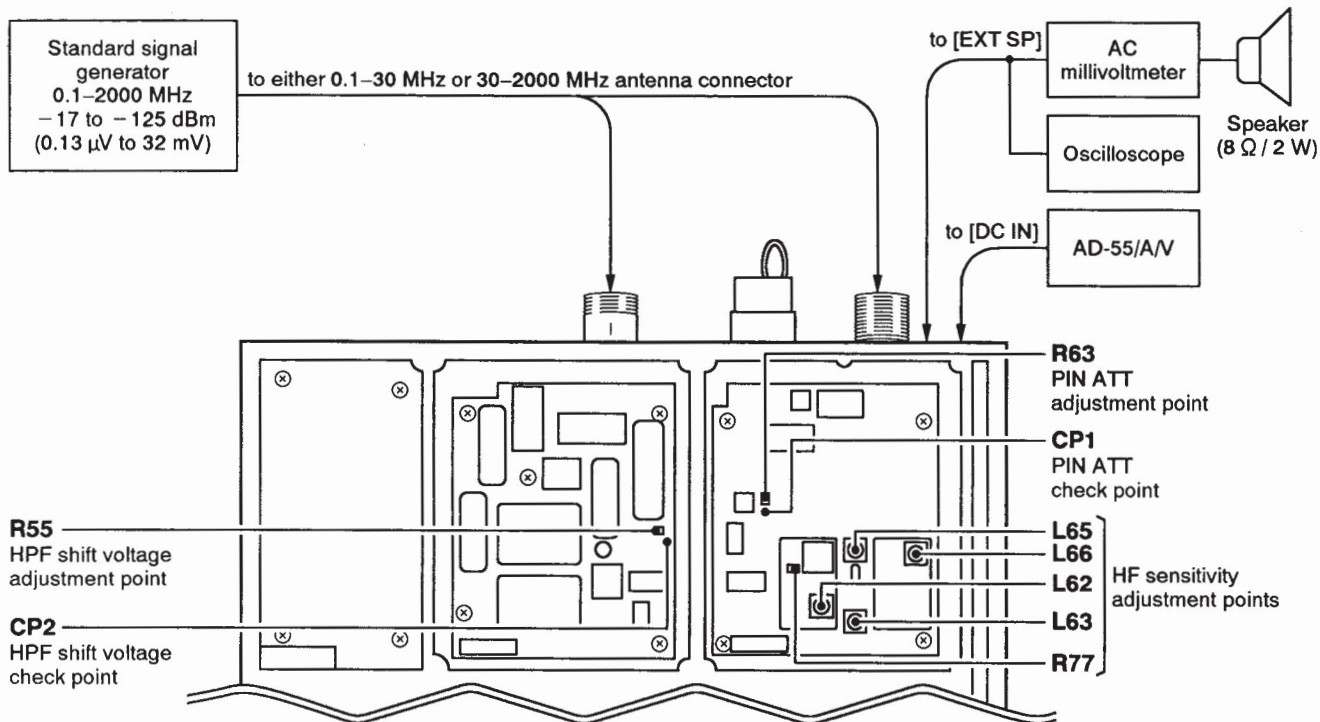 Standard signal
generator
0.1–2000 MHz
– 17 to – 125 dBm
(0.13 µV to 32 mV)
to either 0.1–30 MHz or 30–2000 MHz antenna connector
to [EXT SP]
AC
millivoltmeter
Speaker
(8 Ω / 2 W)
Oscilloscope
to [DC IN]
AD-55/A/V
R63
PIN ATT
adjustment point
CP1
PIN ATT
check point
R55
HPF shift voltage
adjustment point
CP2
HPF shift voltage
check point
L65
L66
L62
L63
R77
HF sensitivity
adjustment points